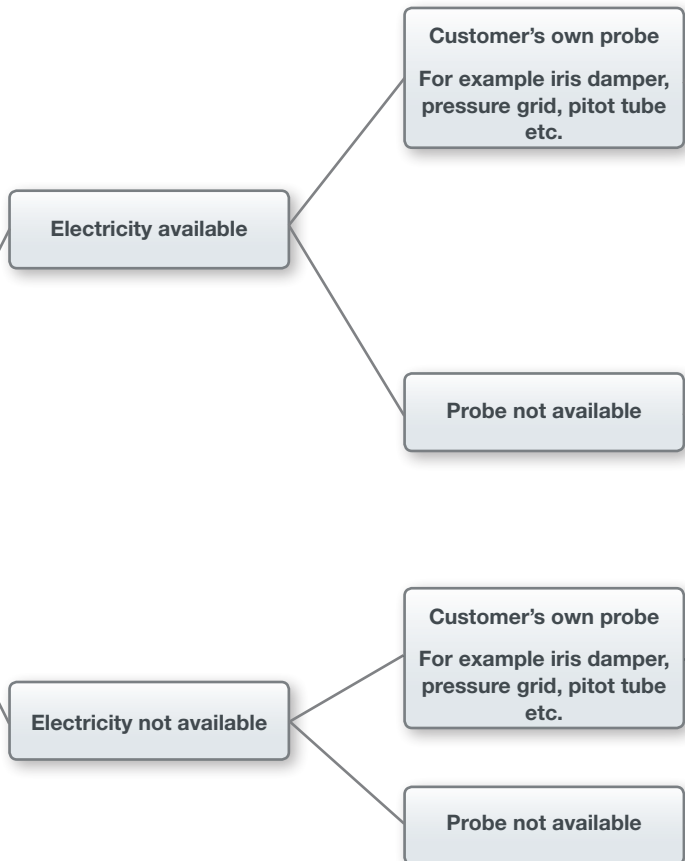 Customer’s own probe
For example iris damper,
pressure grid, pitot tube
etc.
Electricity available
Probe not available
Customer’s own probe
For example iris damper,
pressure grid, pitot tube
etc.
Electricity not available
Probe not available